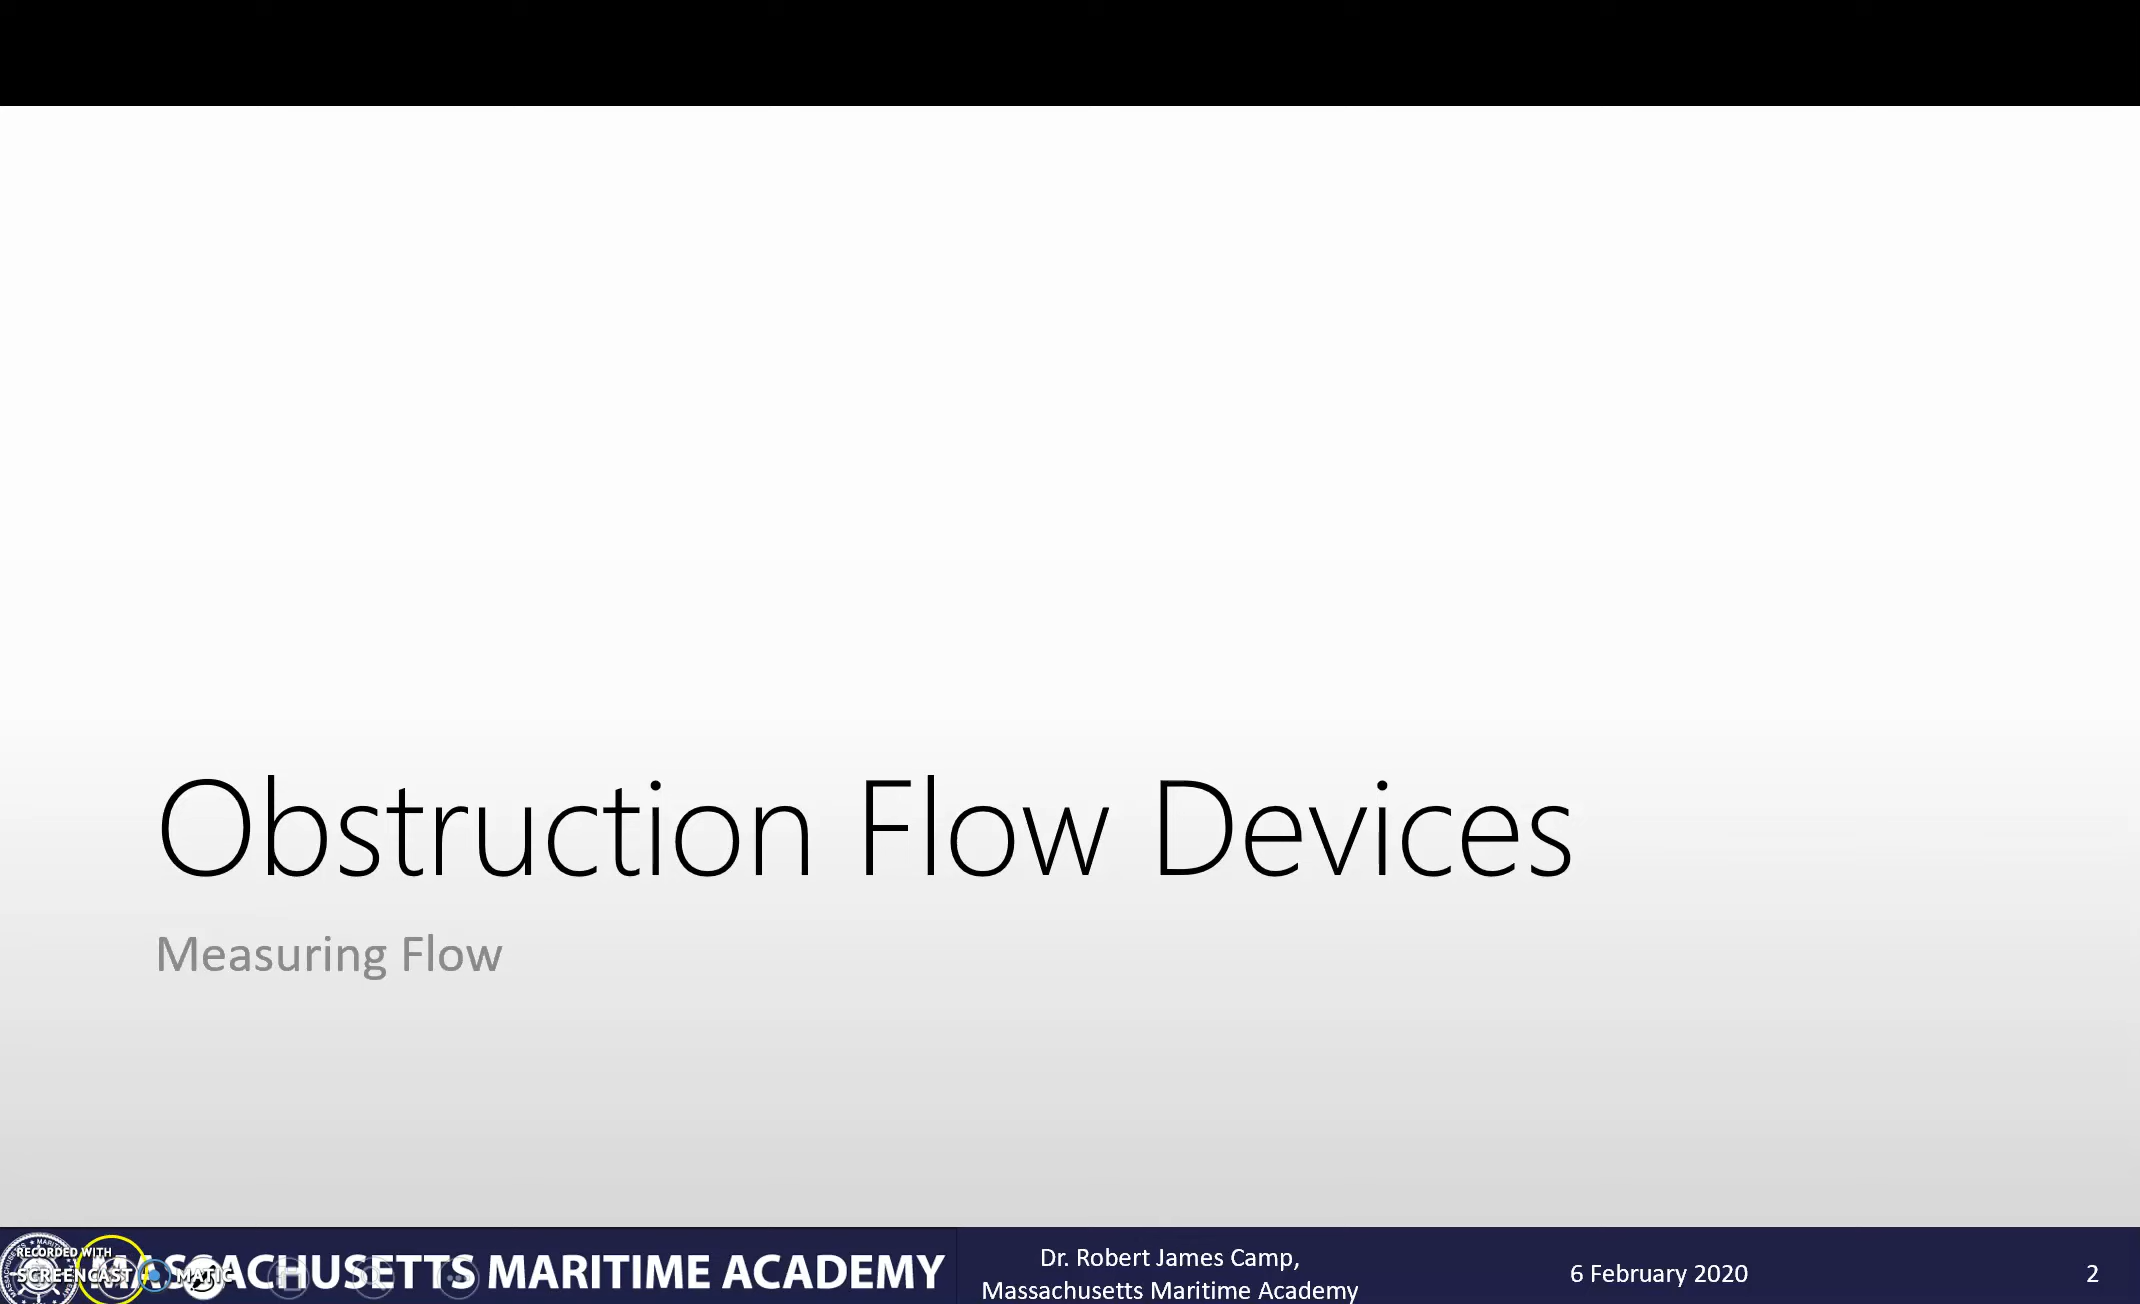 Obstruction Flow Devices
Measuring Flow
RECORDED WITH
SCREENCAST MATIC
MASSACHUSETTS MARITIME ACADEMY
Dr. Robert James Camp,
Massachusetts Maritime Academy
6 February 2020
2